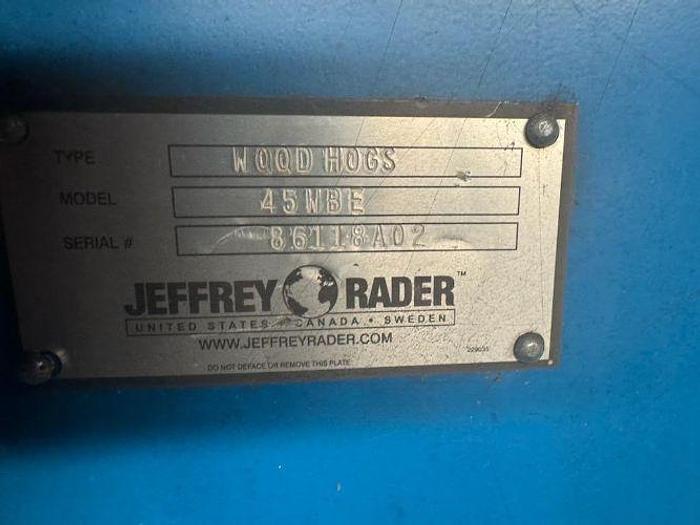 TYPE WOOD HOGS
MODEL 45WBE
SERIAL # 86118A02
JEFFREY RADER™
UNITED STATES • CANADA • SWEDEN
WWW.JEFFREYRADER.COM
DO NOT DEFACE OR REMOVE THIS PLATE